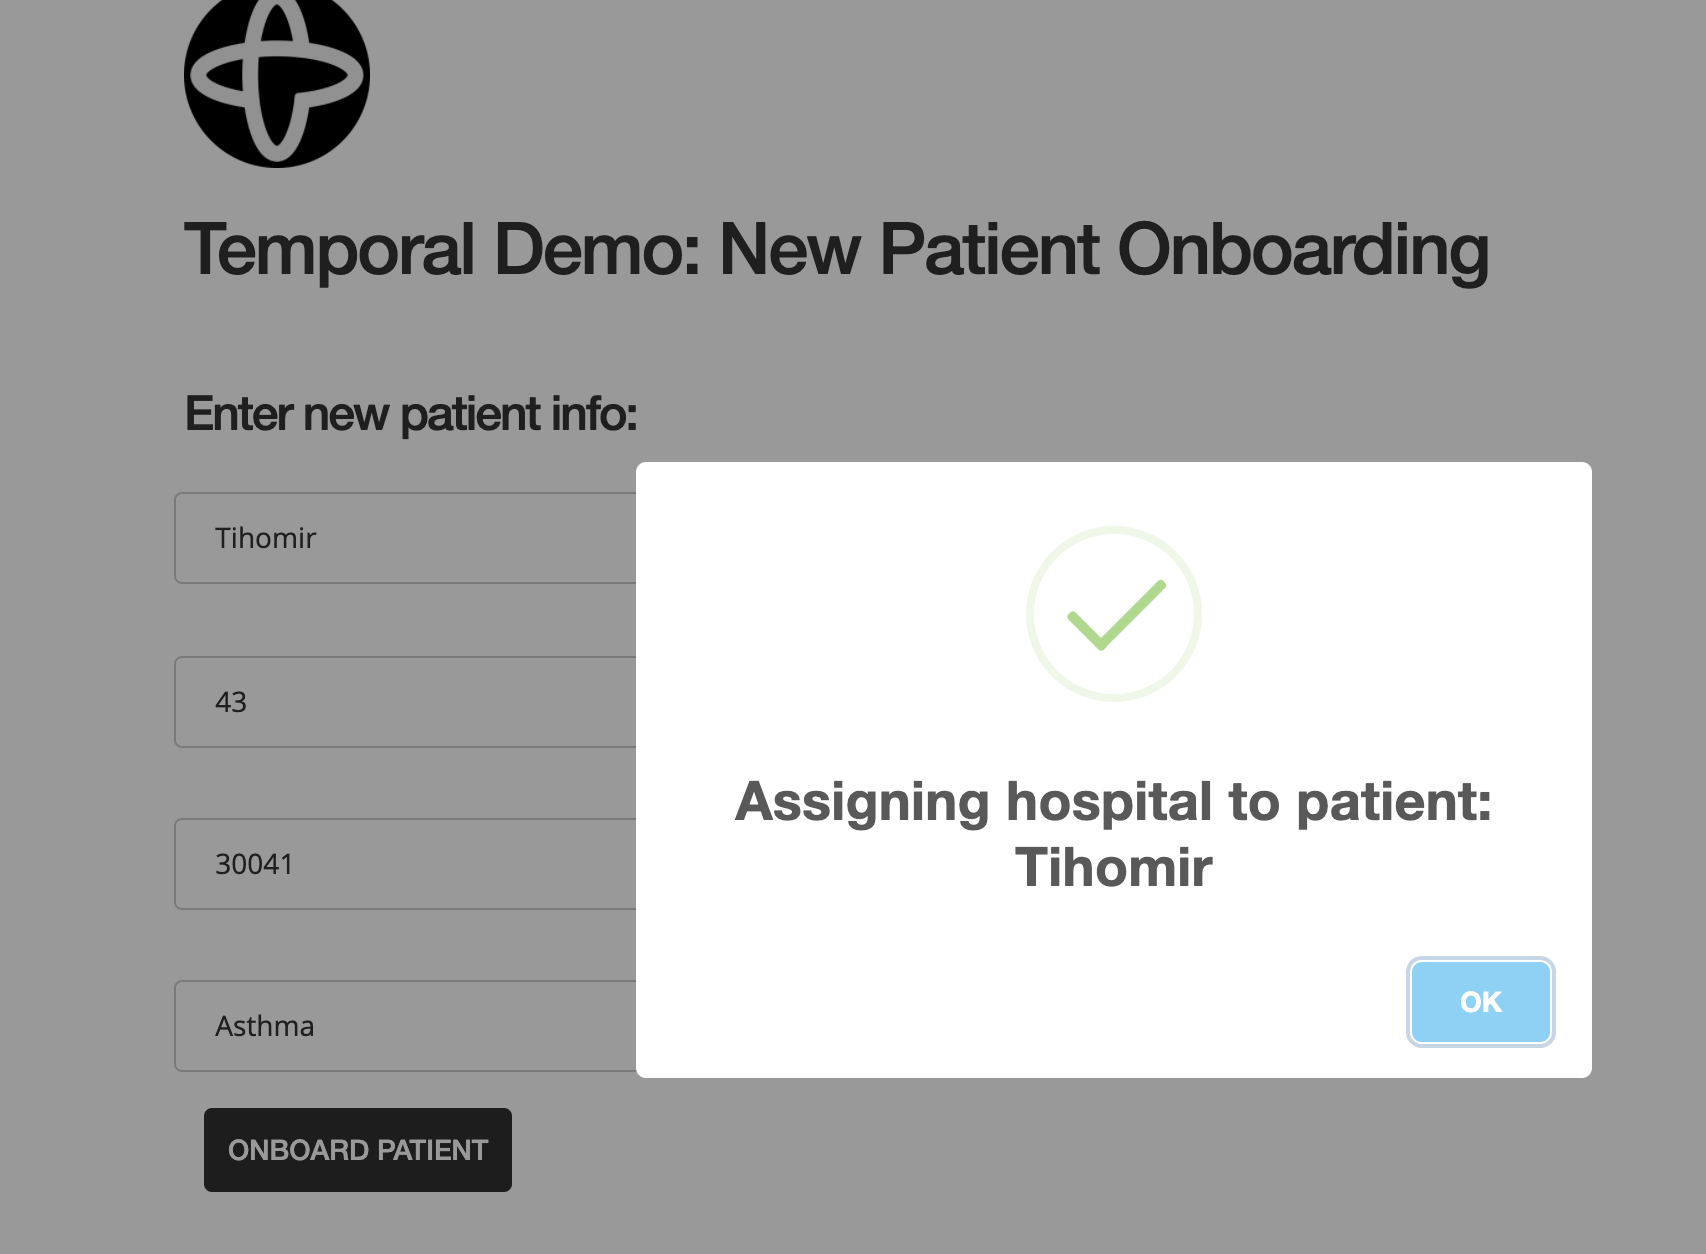 Temporal Demo: New Patient Onboarding
Enter new patient info:
Tihomir
43
30041
Asthma
ONBOARD PATIENT
Assigning hospital to patient:
Tihomir
OK